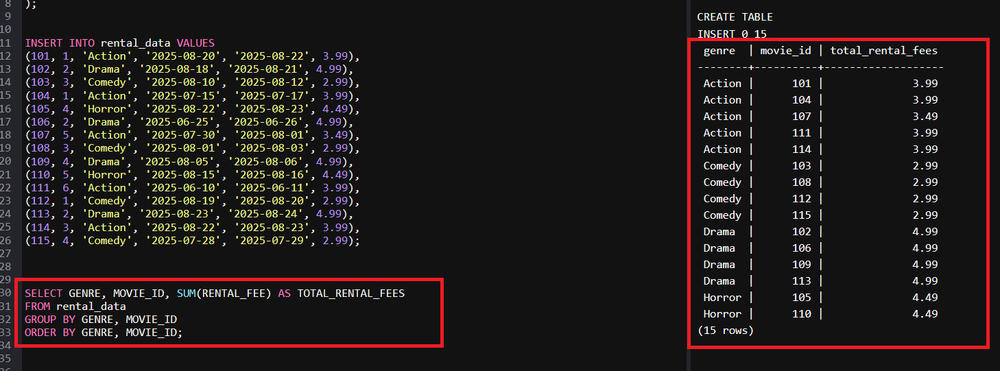 8 );
9
10
11 INSERT INTO rental_data VALUES
12 (101, 1, 'Action', '2025-08-20', '2025-08-22', 3.99),
13 (102, 2, 'Drama', '2025-08-18', '2025-08-21', 4.99),
14 (103, 3, 'Comedy', '2025-08-10', '2025-08-12', 2.99),
15 (104, 1, 'Action', '2025-07-15', '2025-07-17', 3.99),
16 (105, 4, 'Horror', '2025-08-22', '2025-08-23', 4.49),
17 (106, 2, 'Drama', '2025-06-25', '2025-06-26', 4.99),
18 (107, 5, 'Action', '2025-07-30', '2025-08-01', 3.49),
19 (108, 3, 'Comedy', '2025-08-01', '2025-08-03', 2.99),
20 (109, 4, 'Drama', '2025-08-05', '2025-08-06', 4.99),
21 (110, 5, 'Horror', '2025-08-15', '2025-08-16', 4.49),
22 (111, 6, 'Action', '2025-06-10', '2025-06-11', 3.99),
23 (112, 1, 'Comedy', '2025-08-19', '2025-08-20', 2.99),
24 (113, 2, 'Drama', '2025-08-23', '2025-08-24', 4.99),
25 (114, 3, 'Action', '2025-08-22', '2025-08-23', 3.99),
26 (115, 4, 'Comedy', '2025-07-28', '2025-07-29', 2.99);
27
28
29
30 SELECT GENRE, MOVIE_ID, SUM(RENTAL_FEE) AS TOTAL_RENTAL_FEES
31 FROM rental_data
32 GROUP BY GENRE, MOVIE_ID
33 ORDER BY GENRE, MOVIE_ID;
34
35
CREATE TABLE
INSERT 0 15
genre | movie_id | total_rental_fees
--------+----------+-------------------
Action | 101 | 3.99
Action | 104 | 3.99
Action | 107 | 3.49
Action | 111 | 3.99
Action | 114 | 3.99
Comedy | 103 | 2.99
Comedy | 108 | 2.99
Comedy | 112 | 2.99
Comedy | 115 | 2.99
Drama | 102 | 4.99
Drama | 106 | 4.99
Drama | 109 | 4.99
Drama | 113 | 4.99
Horror | 105 | 4.49
Horror | 110 | 4.49
(15 rows)